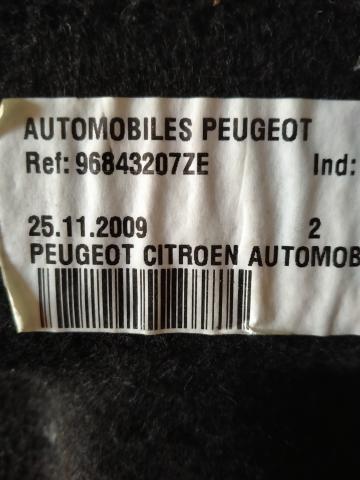 AUTOMOBILES PEUGEOT
Ref: 96843207ZE Ind:
25.11.2009 2
PEUGEOT CITROEN AUTOMOB